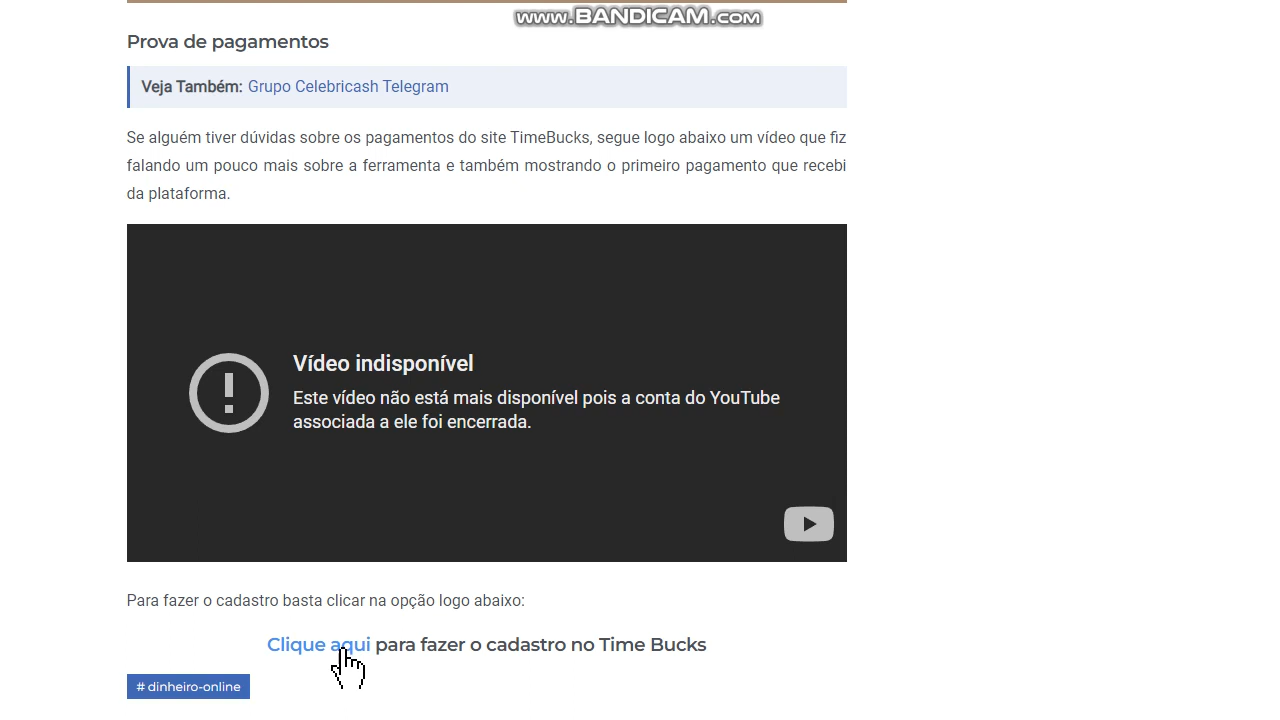 www.BANDICAM.com
Prova de pagamentos
Veja Também: Grupo Celebricash Telegram
Se alguém tiver dúvidas sobre os pagamentos do site TimeBucks, segue logo abaixo um vídeo que fiz
falando um pouco mais sobre a ferramenta e também mostrando o primeiro pagamento que recebi
da plataforma.
Vídeo indisponível
Este vídeo não está mais disponível pois a conta do YouTube
associada a ele foi encerrada.
Para fazer o cadastro basta clicar na opção logo abaixo:
Clique aqui para fazer o cadastro no Time Bucks
# dinheiro-online